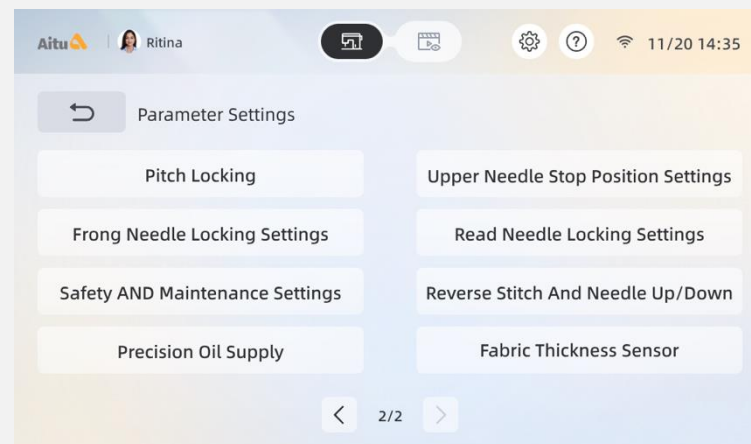 Aitu
Ritina
11/20 14:35
Parameter Settings
Pitch Locking
Upper Needle Stop Position Settings
Frong Needle Locking Settings
Read Needle Locking Settings
Safety AND Maintenance Settings
Reverse Stitch And Needle Up/Down
Precision Oil Supply
Fabric Thickness Sensor
2/2